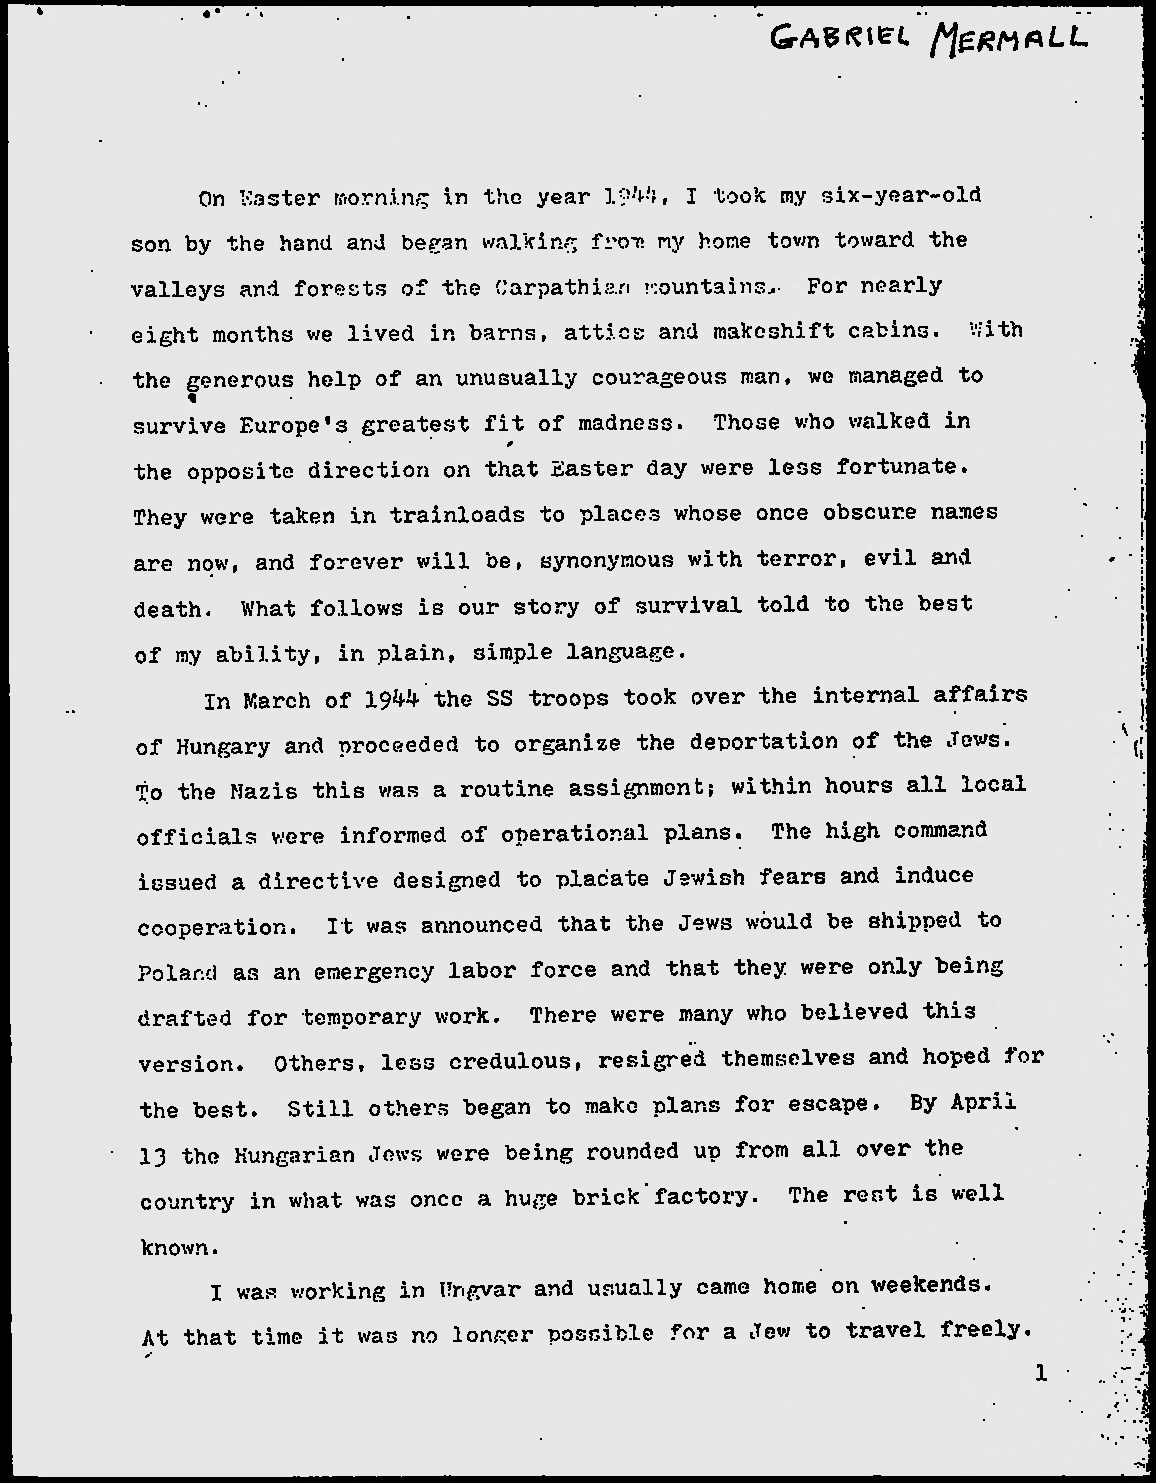 GABRIEL MERMALL
On Easter morning in the year 1944, I took my six-year-old
son by the hand and began walking from my home town toward the
valleys and forests of the Carpathian mountains. For nearly
eight months we lived in barns, attics and makeshift cabins. With
the generous help of an unusually courageous man, we managed to
survive Europe's greatest fit of madness. Those who walked in
the opposite direction on that Easter day were less fortunate.
They were taken in trainloads to places whose once obscure names
are now, and forever will be, synonymous with terror, evil and
death. What follows is our story of survival told to the best
of my ability, in plain, simple language.
In March of 1944 the SS troops took over the internal affairs
of Hungary and proceeded to organize the deportation of the Jews.
To the Nazis this was a routine assignment; within hours all local
officials were informed of operational plans. The high command
issued a directive designed to placate Jewish fears and induce
cooperation. It was announced that the Jews would be shipped to
Poland as an emergency labor force and that they were only being
drafted for temporary work. There were many who believed this
version. Others, less credulous, resigred themselves and hoped for
the best. Still others began to make plans for escape. By April
13 the Hungarian Jews were being rounded up from all over the
country in what was once a huge brick factory. The rest is well
known.
I was working in Ungvar and usually came home on weekends.
At that time it was no longer possible for a Jew to travel freely.
1